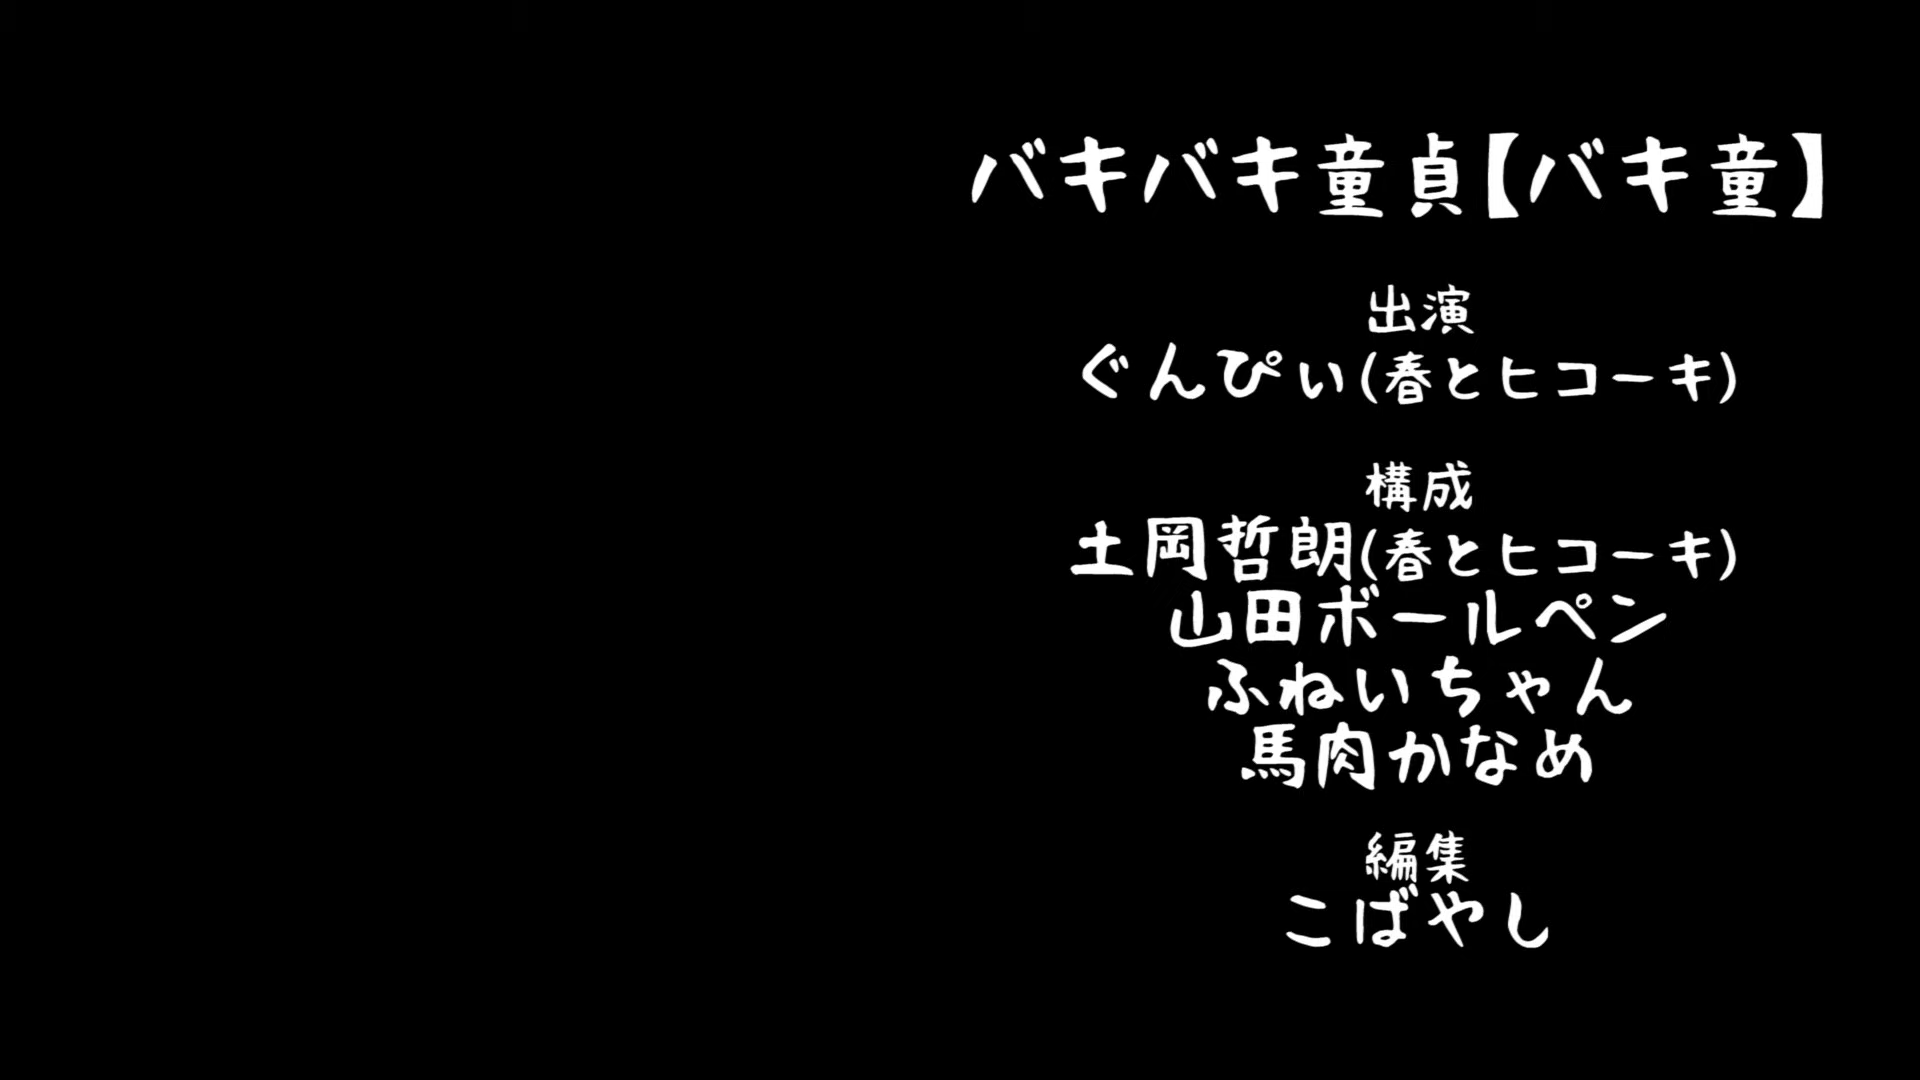 バキバキ童貞【バキ童】
出演
ぐんぴぃ(春とヒコーキ)
構成
土岡哲朗(春とヒコーキ)
山田ボールペン
ふねいちゃん
馬肉かなめ
編集
こばやし